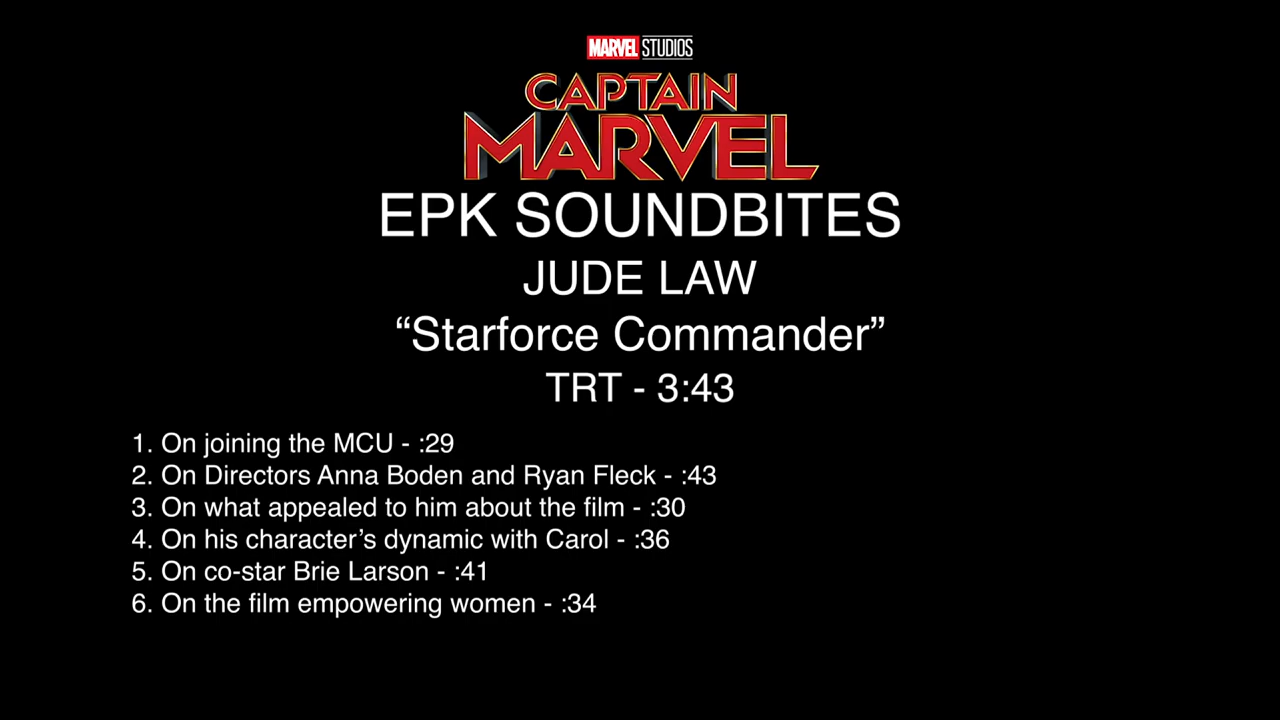 MARVEL STUDIOS
CAPTAIN
MARVEL
EPK SOUNDBITES
JUDE LAW
“Starforce Commander”
TRT - 3:43
1. On joining the MCU - :29
2. On Directors Anna Boden and Ryan Fleck - :43
3. On what appealed to him about the film - :30
4. On his character’s dynamic with Carol - :36
5. On co-star Brie Larson - :41
6. On the film empowering women - :34